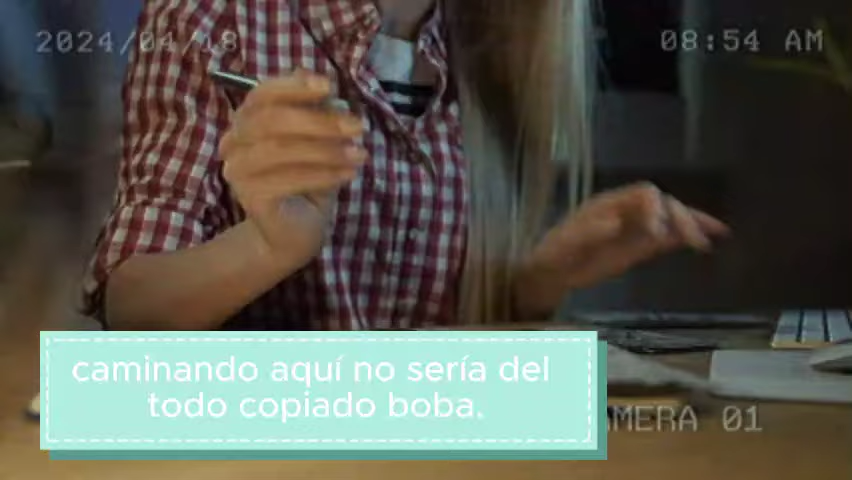 2024/04/18
08:54 AM
caminando aquí no sería del
todo copiado boba.
AMERA 01